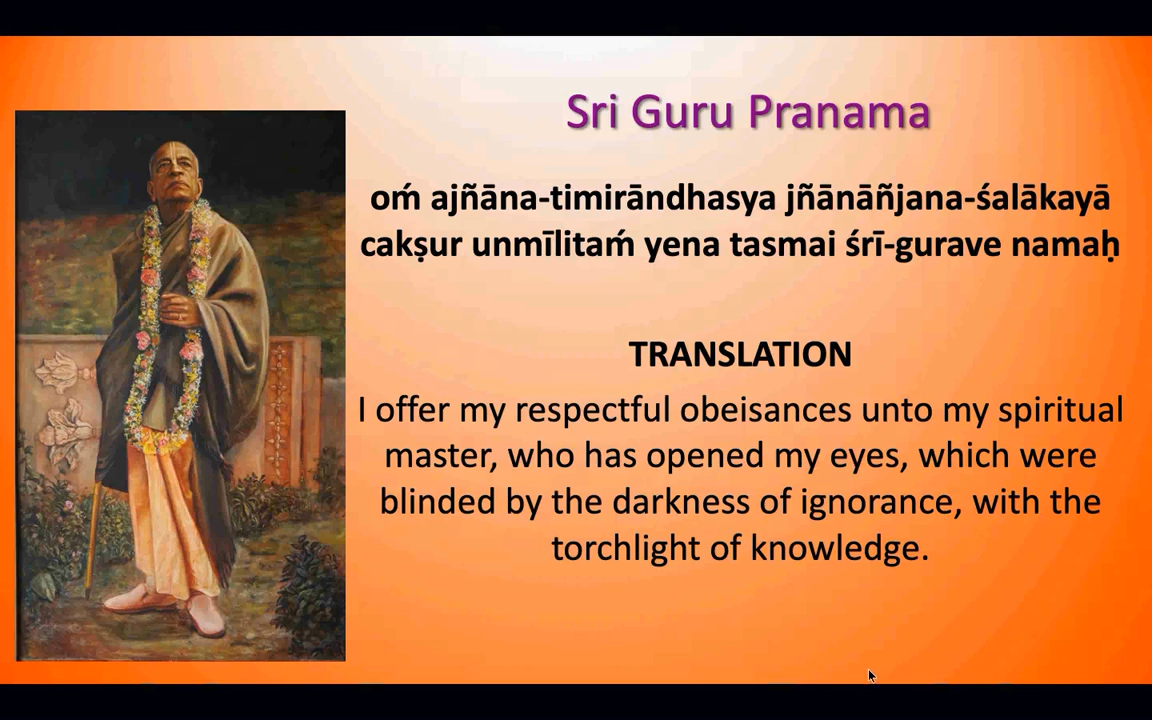 Sri Guru Pranama
oḿ ajñāna-timirāndhasya jñānāñjana-śalākayā
cakṣur unmīlitaḿ yena tasmai śrī-gurave namaḥ
TRANSLATION
I offer my respectful obeisances unto my spiritual
master, who has opened my eyes, which were
blinded by the darkness of ignorance, with the
torchlight of knowledge.